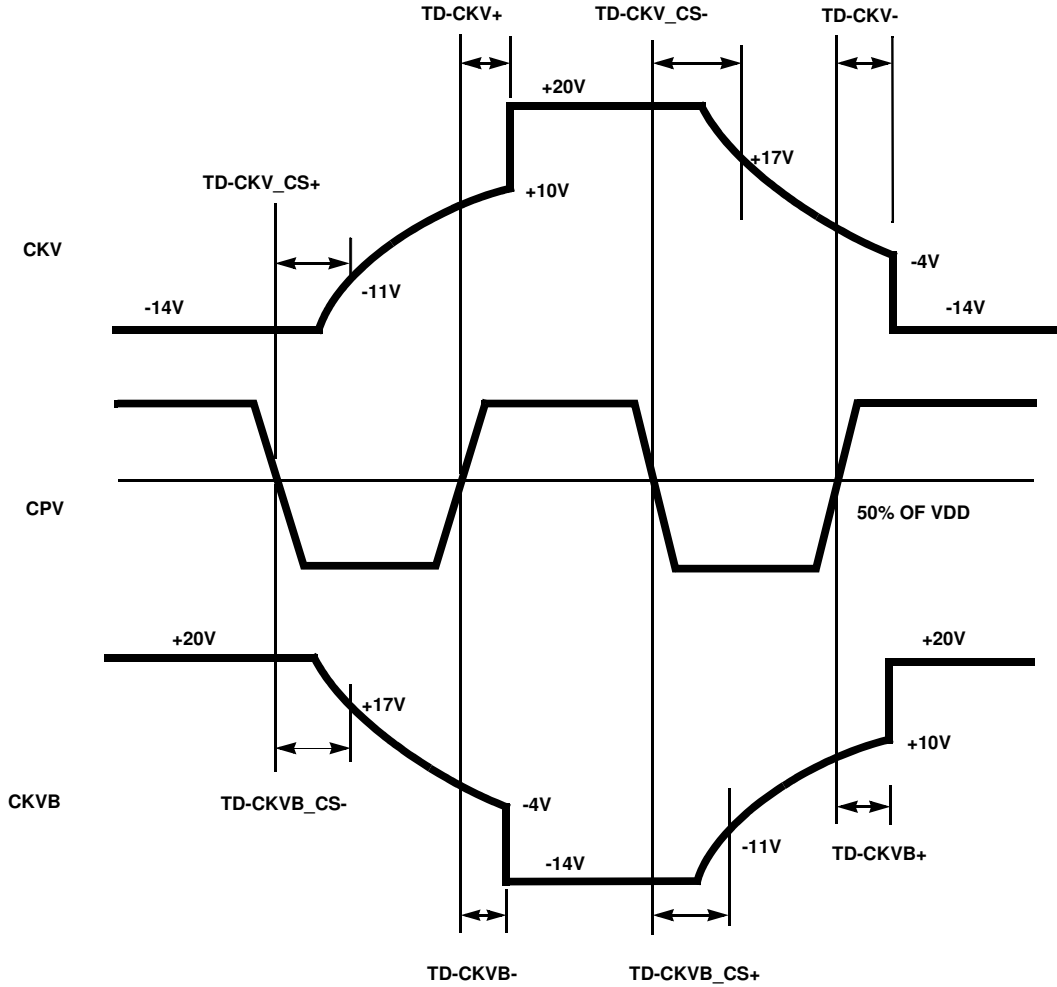 TD-CKV+
TD-CKV_CS-
TD-CKV-
+20V
+17V
TD-CKV_CS+
+10V
CKV
-4V
-11V
-14V
-14V
CPV
50% OF VDD
+20V
+20V
+17V
+10V
CKVB
TD-CKVB_CS-
-4V
-11V
TD-CKVB+
-14V
TD-CKVB-
TD-CKVB_CS+